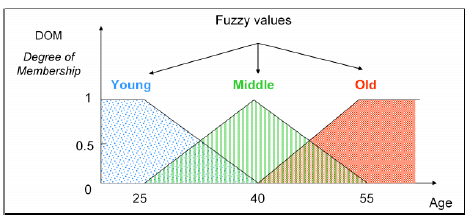 Fuzzy values
DOM
Degree of
Membership
Young Middle Old
1
0.5
0
25 40 55 Age